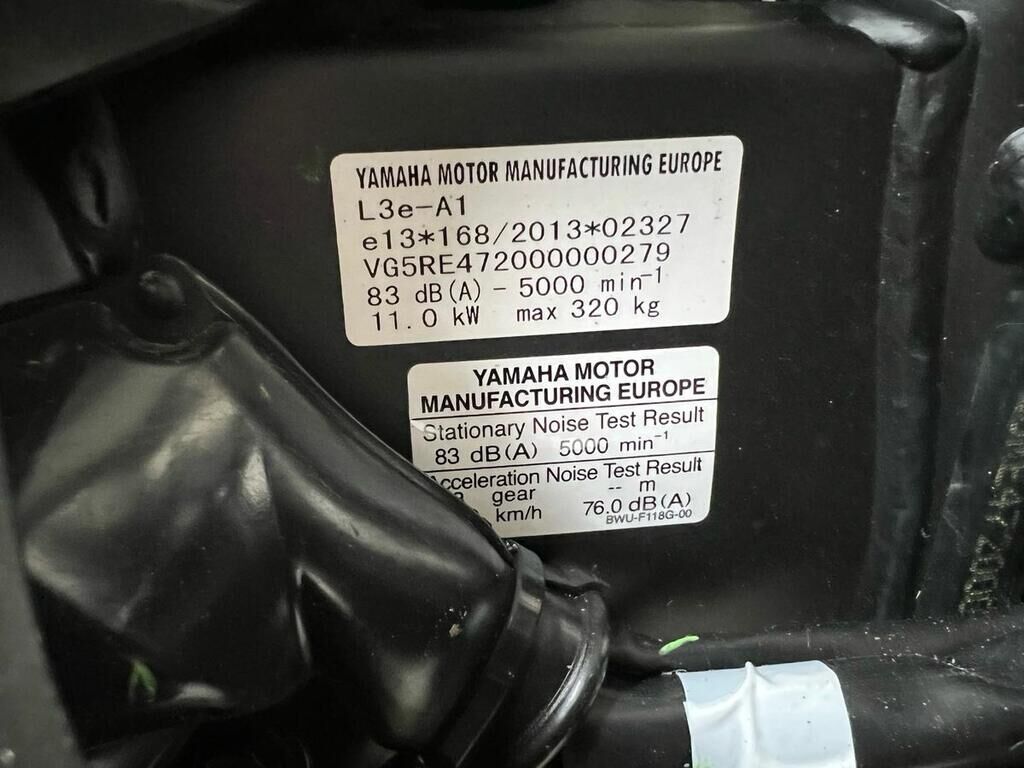 YAMAHA MOTOR MANUFACTURING EUROPE
L3e-A1
e13*168/2013*02327
VG5RE472000000279
83 dB(A) - 5000 min⁻¹
11.0 kW max 320 kg
YAMAHA MOTOR
MANUFACTURING EUROPE
Stationary Noise Test Result
83 dB(A) 5000 min⁻¹
Acceleration Noise Test Result
gear -- m
km/h 76.0 dB(A)
BWU-F118G-00